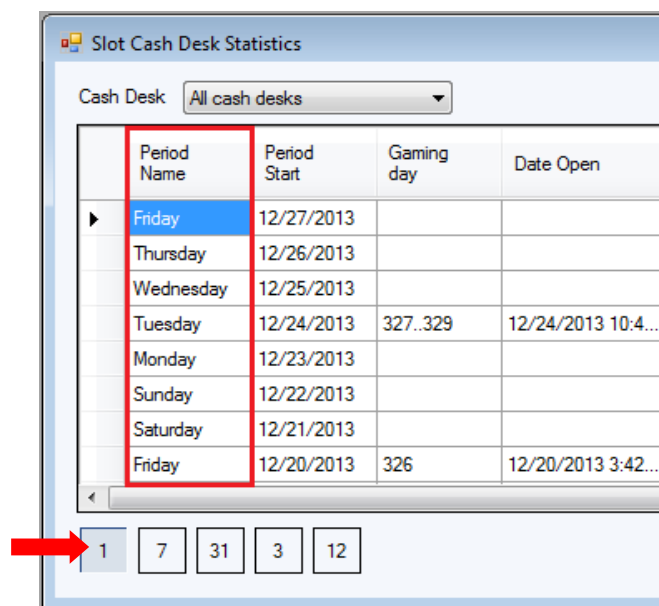 Slot Cash Desk Statistics
Cash Desk All cash desks
Period Name Period Start Gaming day Date Open
Friday 12/27/2013
Thursday 12/26/2013
Wednesday 12/25/2013
Tuesday 12/24/2013 327..329 12/24/2013 10:4...
Monday 12/23/2013
Sunday 12/22/2013
Saturday 12/21/2013
Friday 12/20/2013 326 12/20/2013 3:42...
1 7 31 3 12